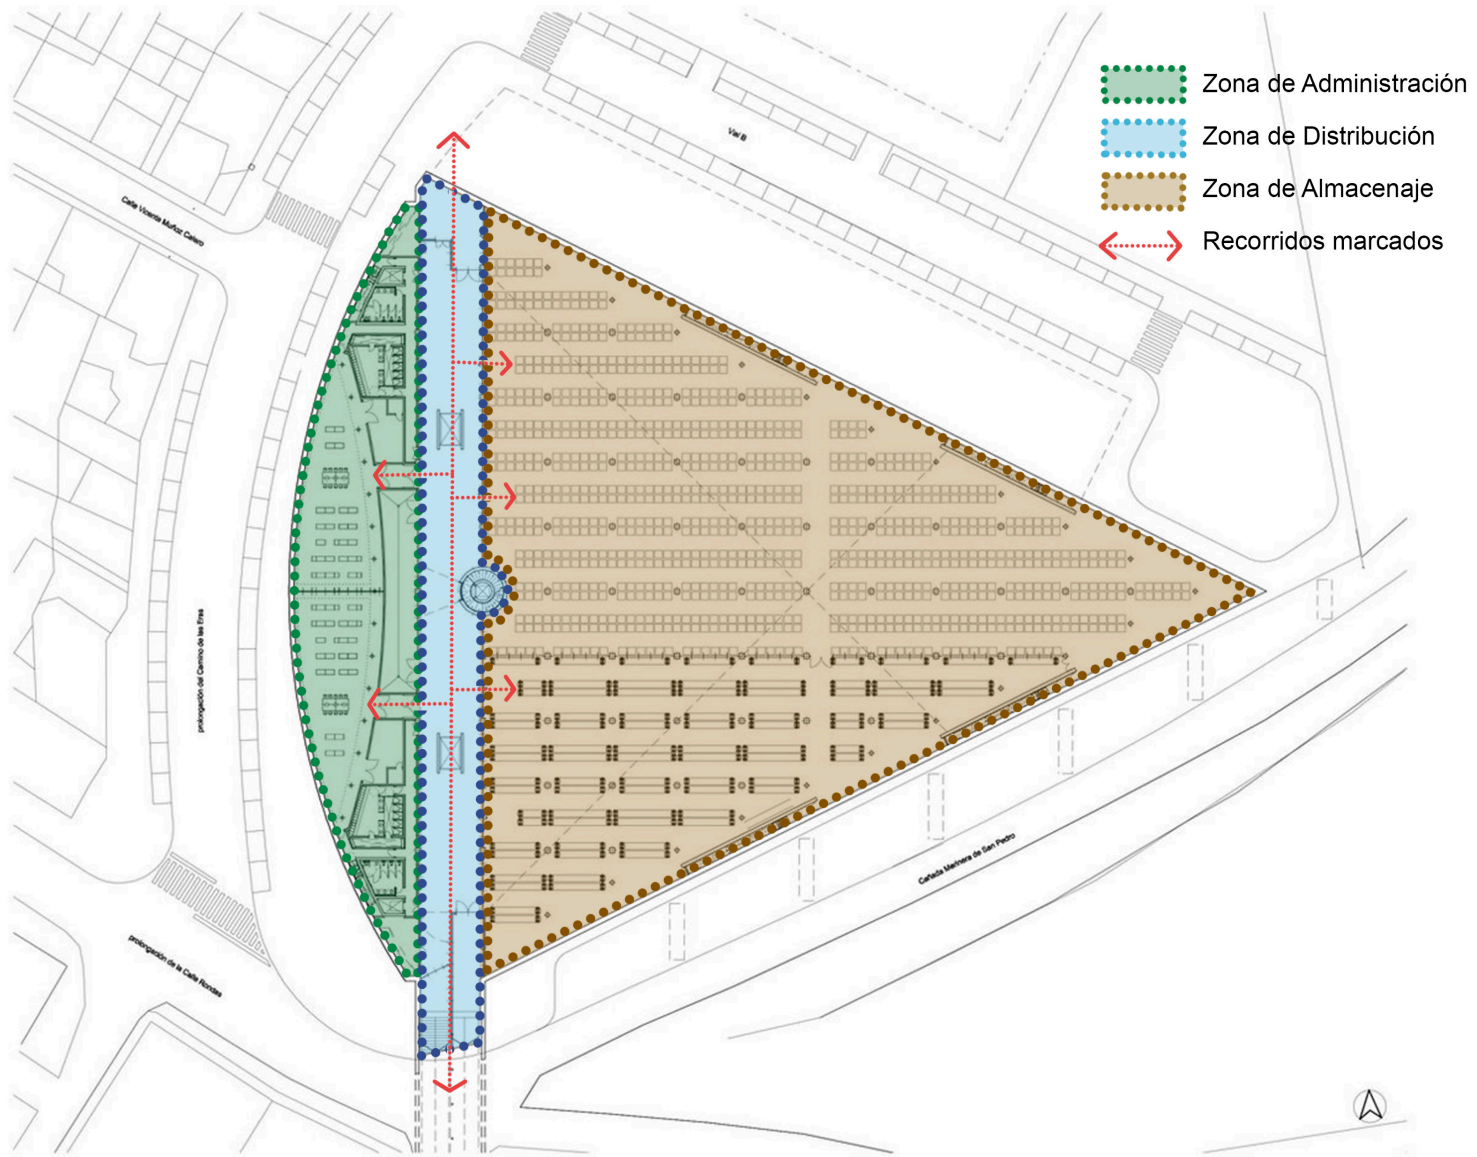 Zona de Administración
Zona de Distribución
Zona de Almacenaje
Recorridos marcados
Vial B
Calle Vicente Muñoz Calero
prolongación del Camino de las Eras
Cañada Marinera de San Pedro
prolongación de la Calle Rondas